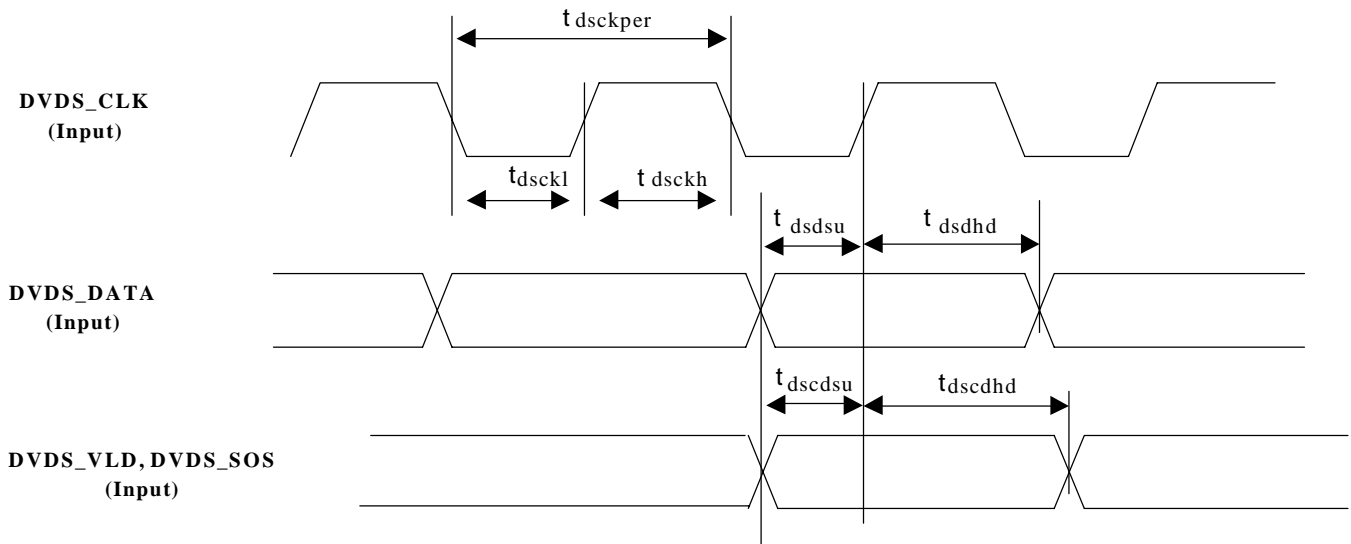 t dsckper
DVDS_CLK
(Input)
tdsckl
t dsckh
t dsdsu
t dsdhd
DVDS_DATA
(Input)
t dscdsu
tdscdhd
DVDS_VLD, DVDS_SOS
(Input)